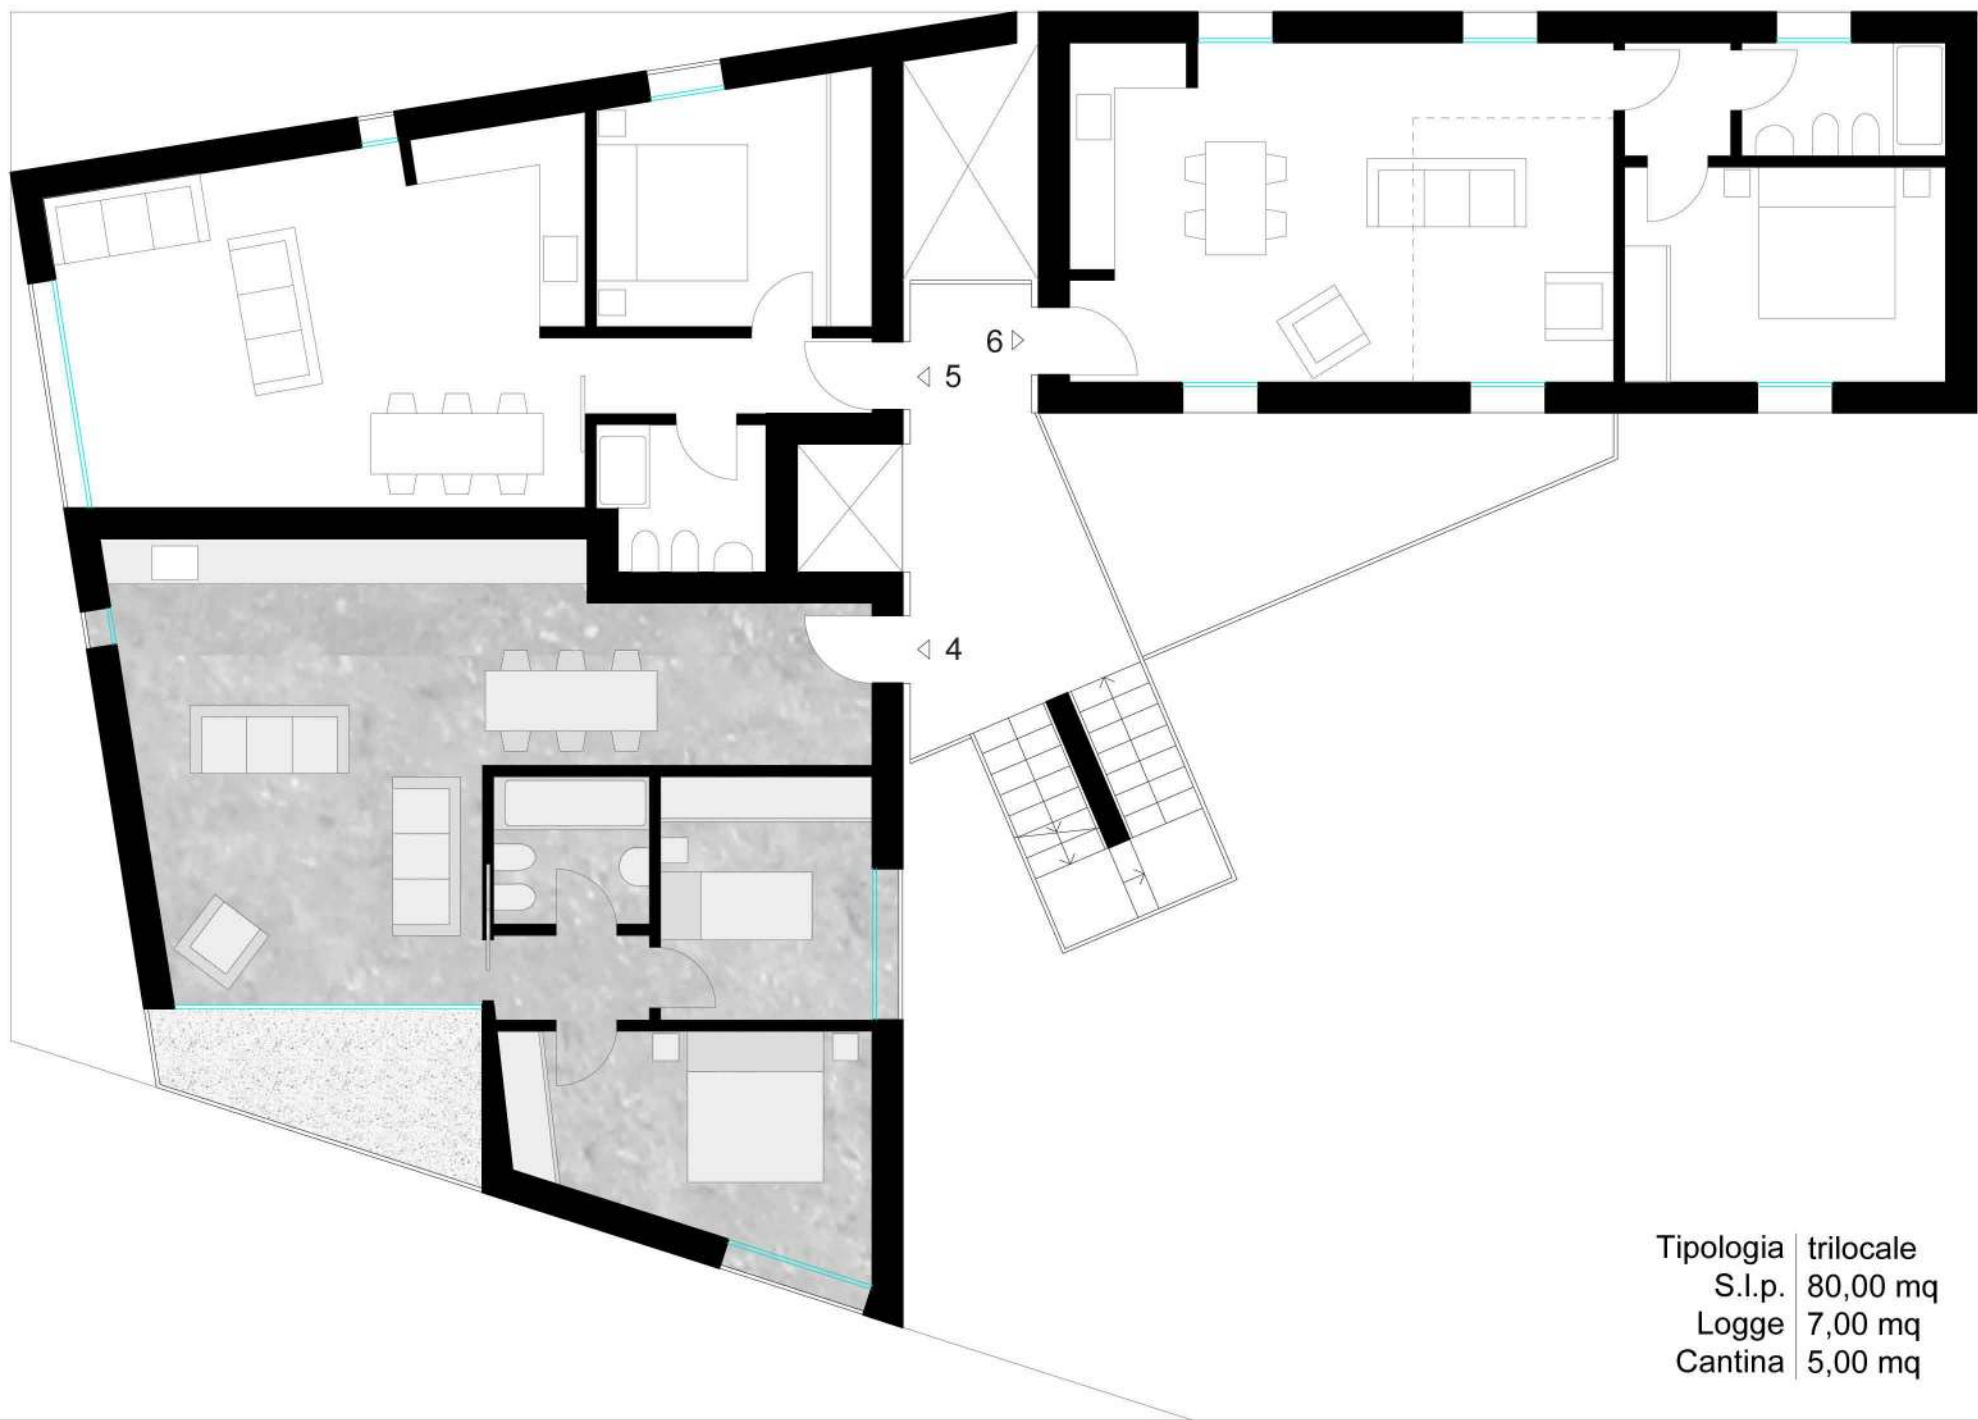 6
5
4
Tipologia trilocale
S.l.p. 80,00 mq
Logge 7,00 mq
Cantina 5,00 mq